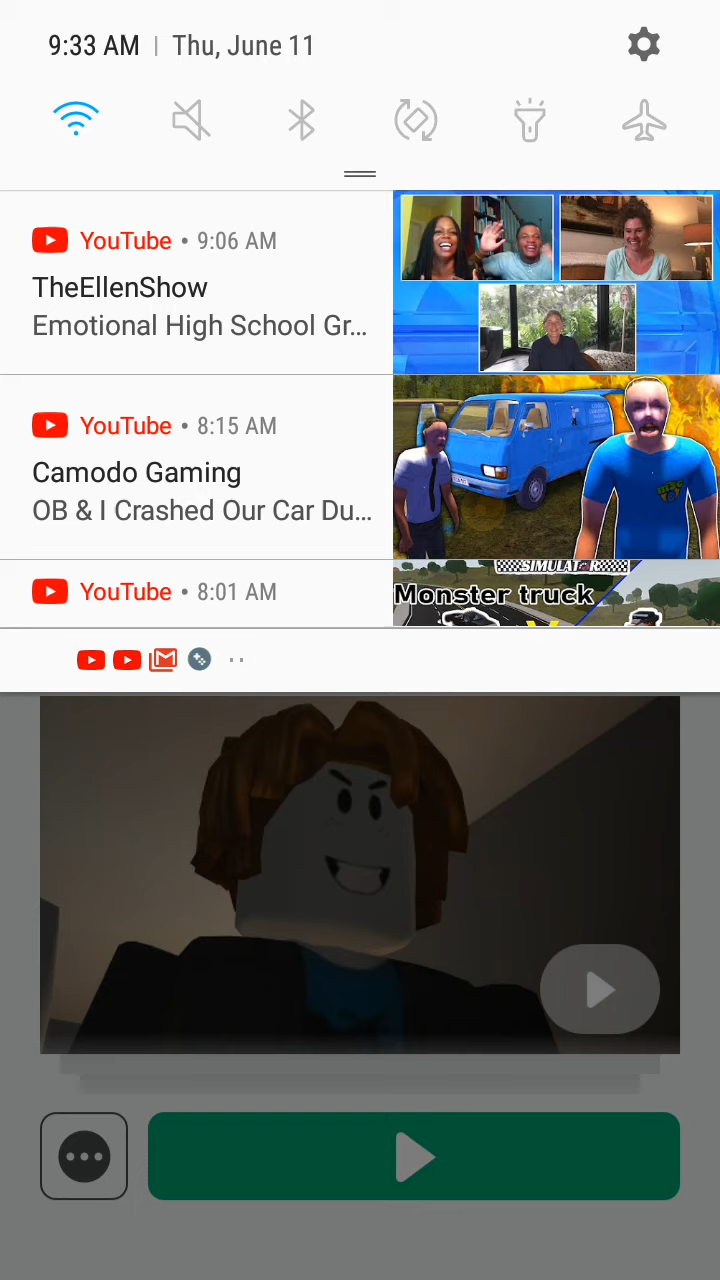 9:33 AM | Thu, June 11
YouTube • 9:06 AM
TheEllenShow
Emotional High School Gr...
YouTube • 8:15 AM
Camodo Gaming
OB & I Crashed Our Car Du...
YouTube • 8:01 AM
SIMULATOR
Monster truck